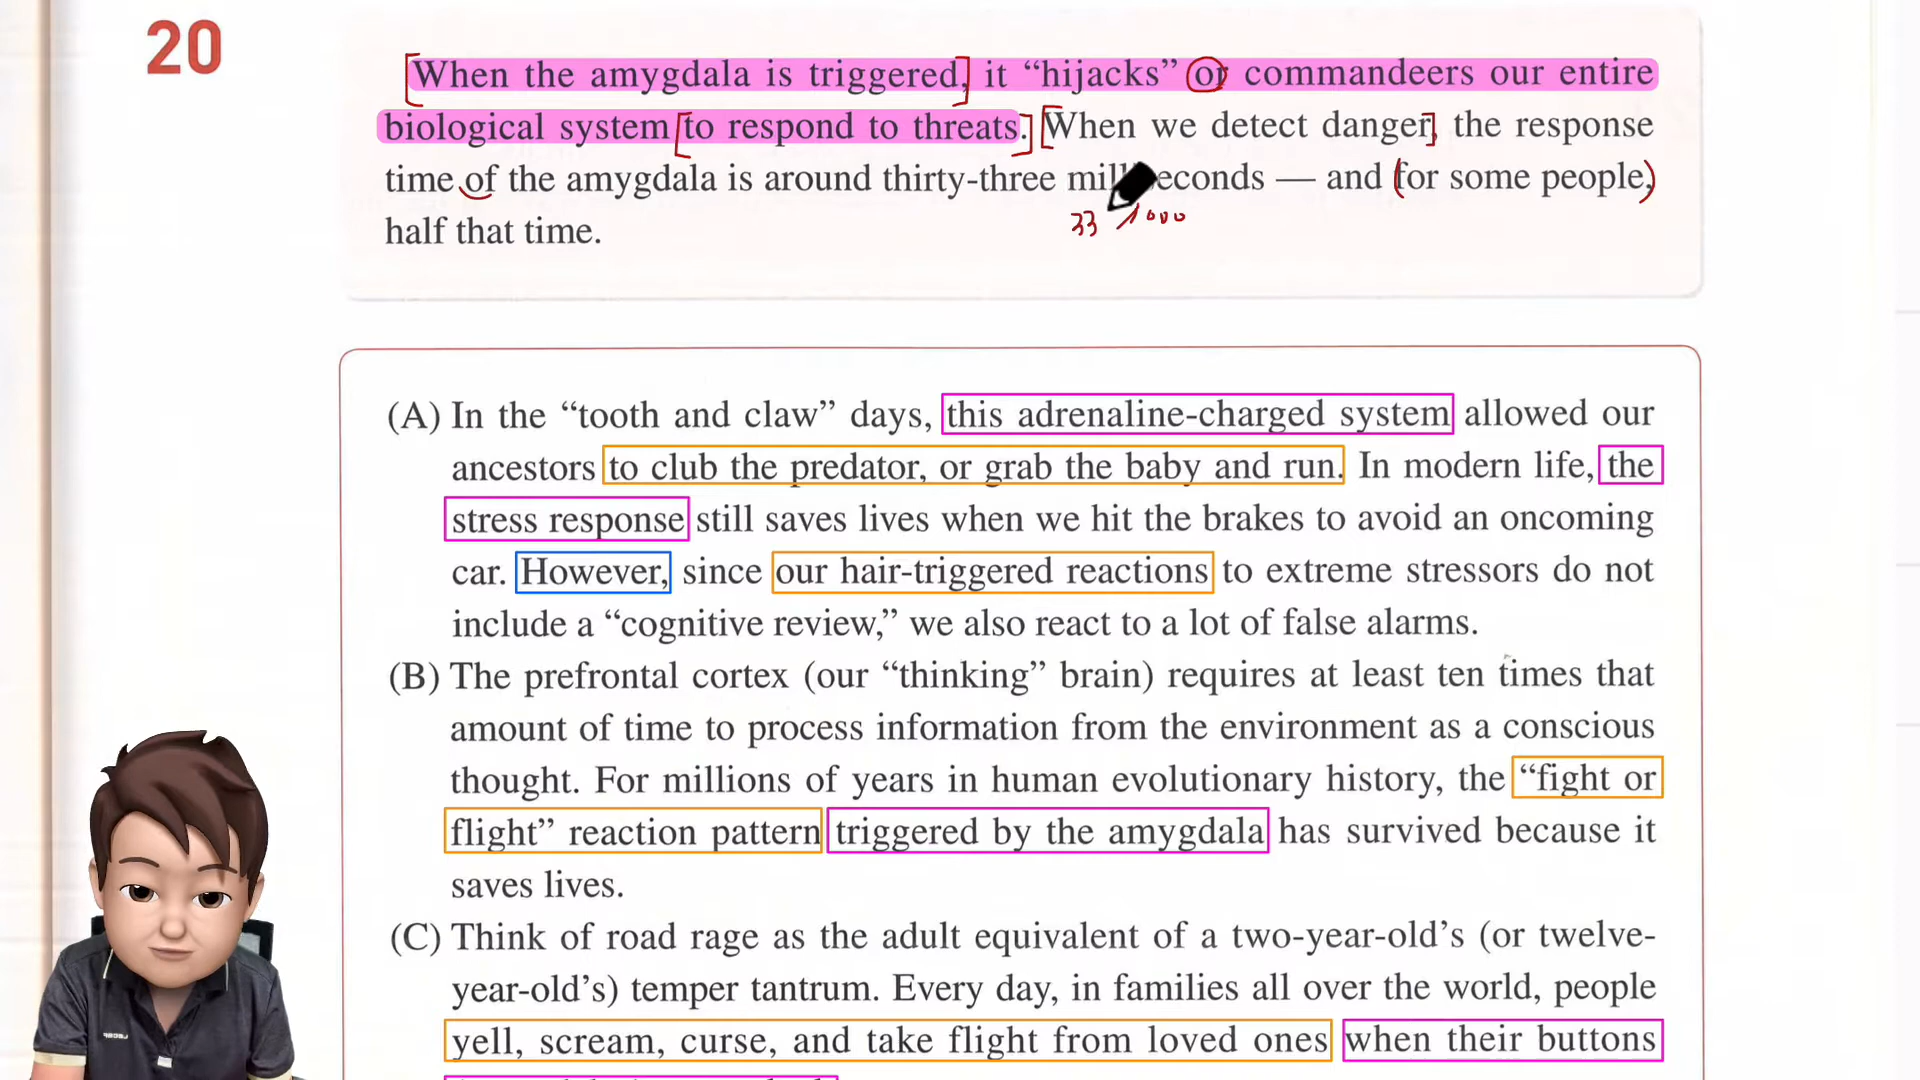 20
When the amygdala is triggered, it “hijacks” or commandeers our entire
biological system to respond to threats. When we detect danger, the response
time of the amygdala is around thirty-three milliseconds — and for some people,
33 1000
half that time.
(A) In the “tooth and claw” days, this adrenaline-charged system allowed our
ancestors to club the predator, or grab the baby and run. In modern life, the
stress response still saves lives when we hit the brakes to avoid an oncoming
car. However, since our hair-triggered reactions to extreme stressors do not
include a “cognitive review,” we also react to a lot of false alarms.
(B) The prefrontal cortex (our “thinking” brain) requires at least ten times that
amount of time to process information from the environment as a conscious
thought. For millions of years in human evolutionary history, the “fight or
flight” reaction pattern triggered by the amygdala has survived because it
saves lives.
(C) Think of road rage as the adult equivalent of a two-year-old’s (or twelve-
year-old’s) temper tantrum. Every day, in families all over the world, people
yell, scream, curse, and take flight from loved ones when their buttons